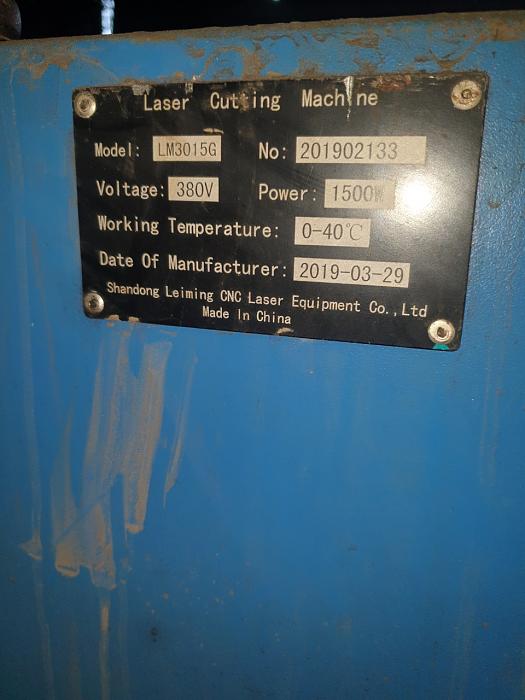 Laser Cutting Machine
Model: LM3015G No: 201902133
Voltage: 380V Power: 1500W
Working Temperature: 0-40℃
Date Of Manufacturer: 2019-03-29
Shandong Leiming CNC Laser Equipment Co.,Ltd
Made In China